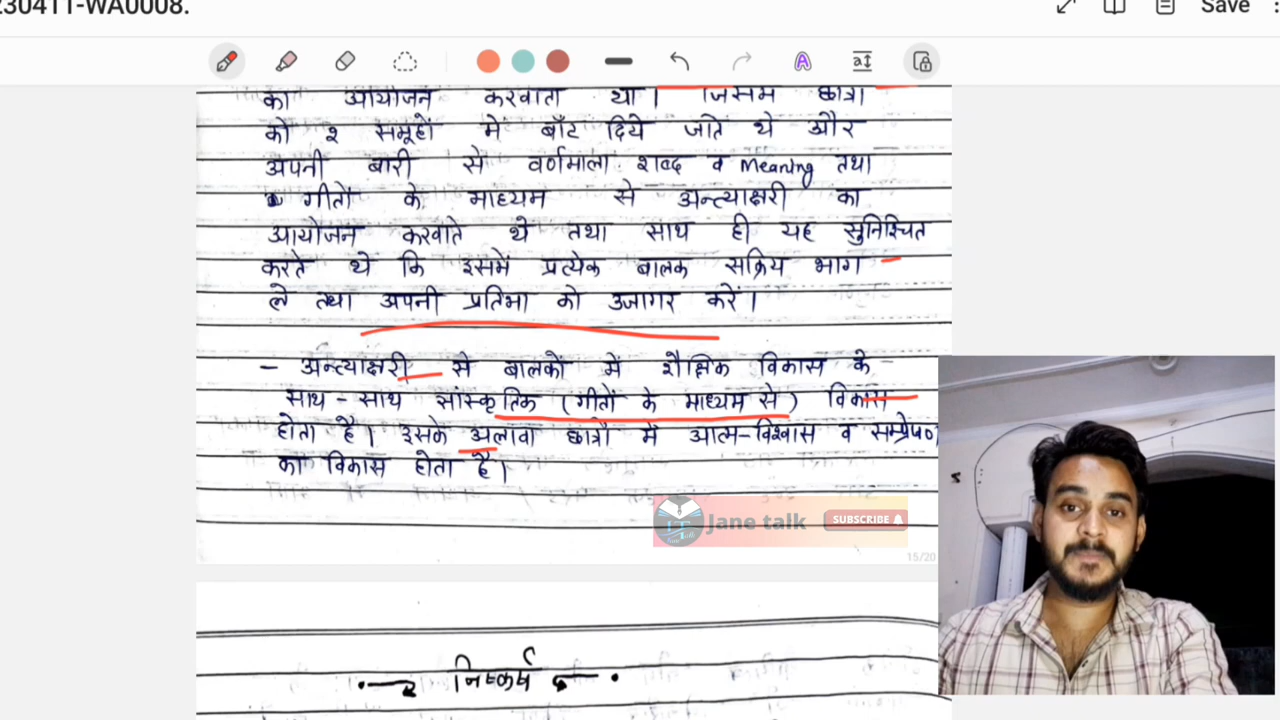 230411-WA0008.
Save
का आयोजन करवाता था। जिसमें छात्रों
को २ समूहों में बाँट दिये जाते थे और
अपनी बारी से वर्णमाला शब्द व Meaning तथा
गीतों के माध्यम से अन्त्याक्षरी का
आयोजन करवाते थे तथा साथ ही यह सुनिश्चित
करते थे कि इसमें प्रत्येक बालक सक्रिय भाग
ले तथा अपनी प्रतिभा को उजागर करें।
- अन्त्याक्षरी से बालकों में शैक्षिक विकास के
साथ-साथ सांस्कृतिक (गीतों के माध्यम से) विकास
होता है। इसके अलावा छात्रों में आत्म-विश्वास व सम्प्रेषण
का विकास होता है।
Jane talk
SUBSCRIBE
15/20
निष्कर्ष